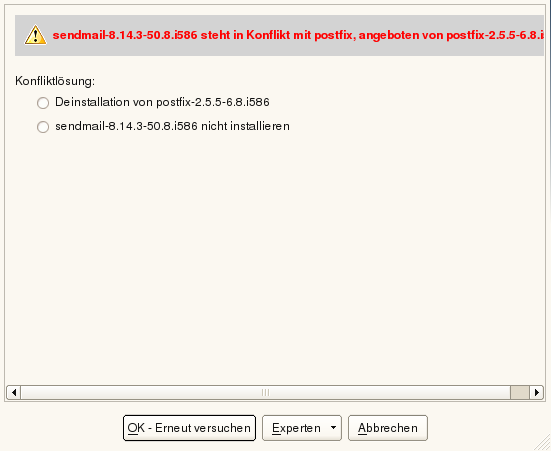 sendmail-8.14.3-50.8.i586 steht in Konflikt mit postfix, angeboten von postfix-2.5.5-6.8.i
Konfliktlösung:
Deinstallation von postfix-2.5.5-6.8.i586
sendmail-8.14.3-50.8.i586 nicht installieren
OK - Erneut versuchen Experten Abbrechen